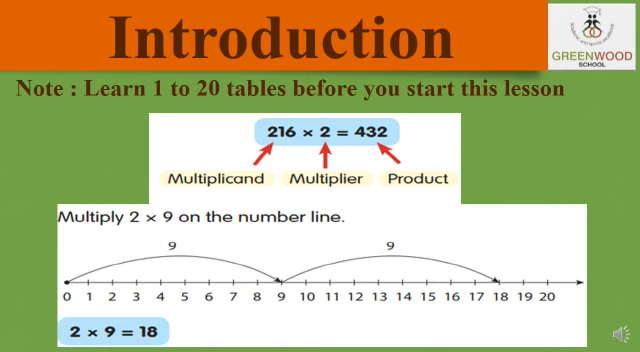 Introduction
GREENWOOD
SCHOOL
Note : Learn 1 to 20 tables before you start this lesson
216 × 2 = 432
Multiplicand Multiplier Product
Multiply 2 × 9 on the number line.
9 9
0 1 2 3 4 5 6 7 8 9 10 11 12 13 14 15 16 17 18 19 20
2 × 9 = 18